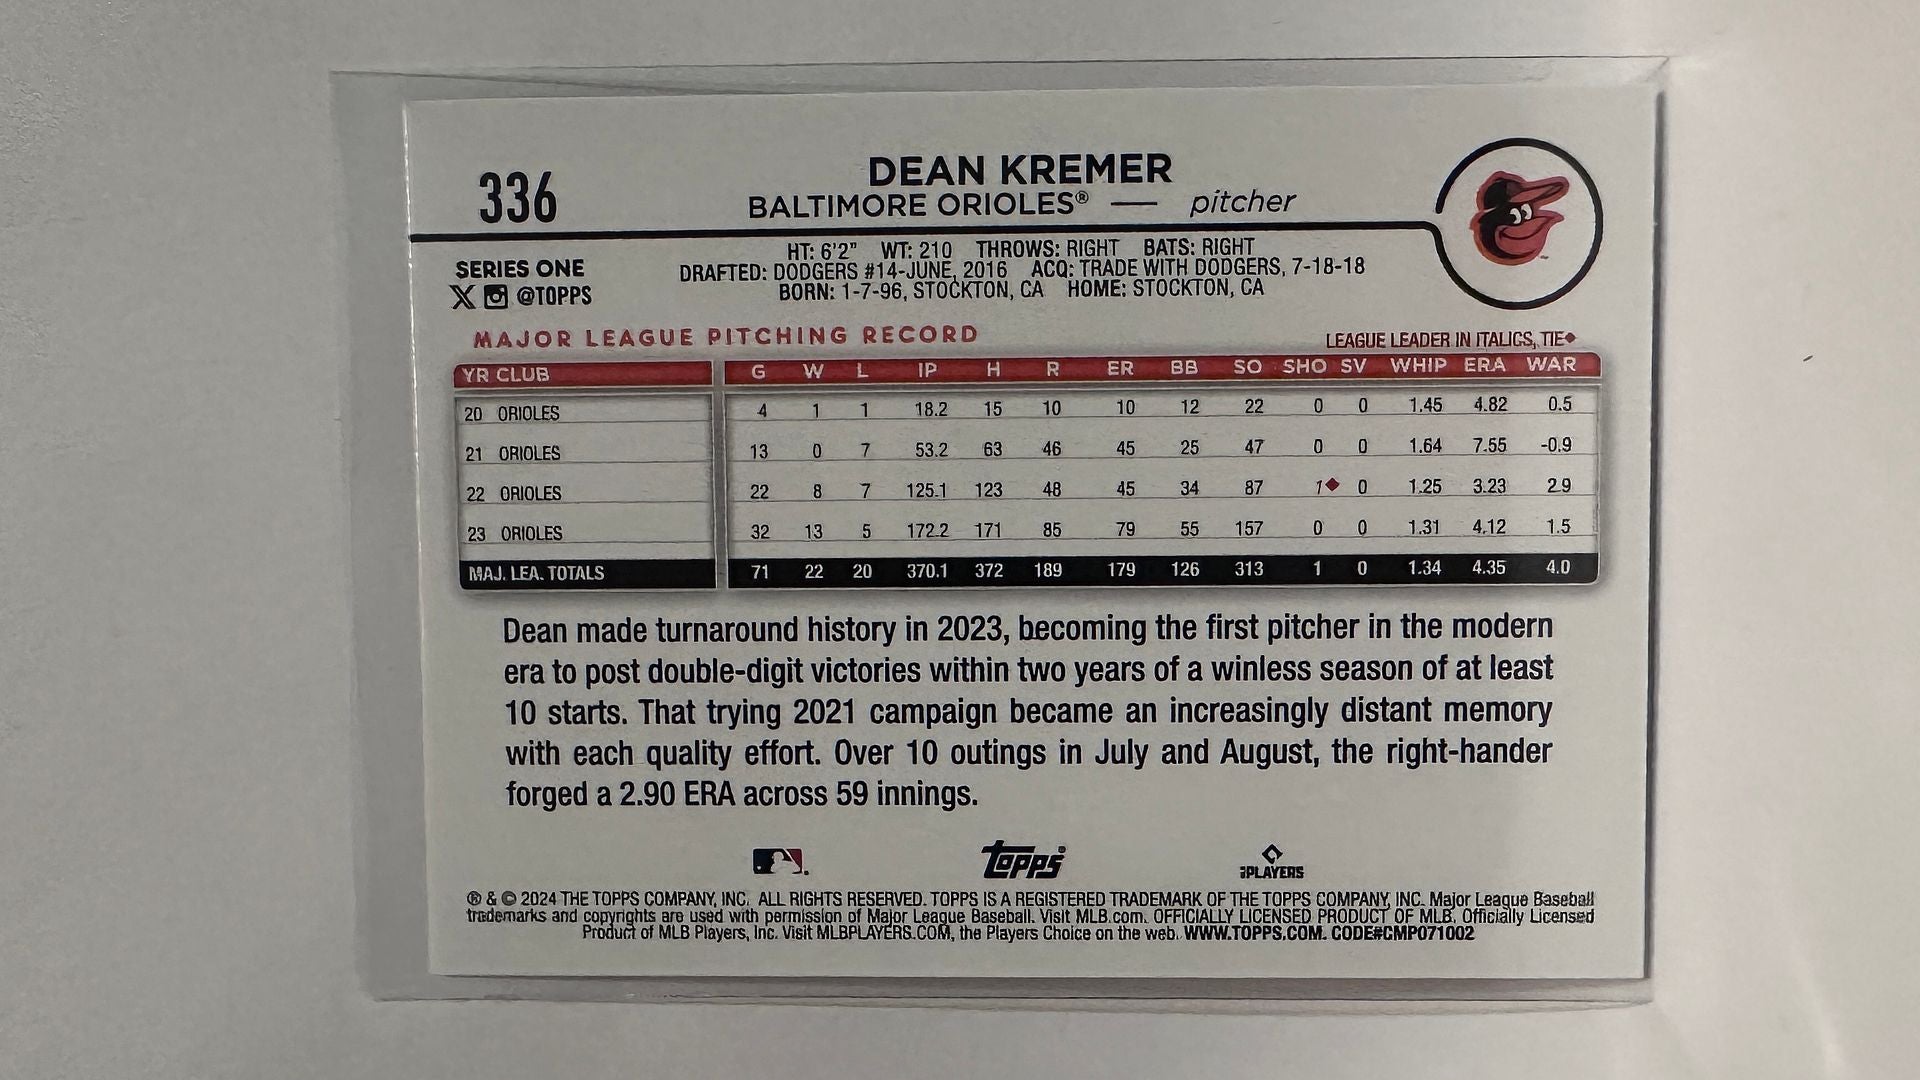 336
DEAN KREMER
BALTIMORE ORIOLES® — pitcher
SERIES ONE
@TOPPS
HT: 6'2" WT: 210 THROWS: RIGHT BATS: RIGHT
DRAFTED: DODGERS #14-JUNE, 2016 ACQ: TRADE WITH DODGERS, 7-18-18
BORN: 1-7-96, STOCKTON, CA HOME: STOCKTON, CA
MAJOR LEAGUE PITCHING RECORD
LEAGUE LEADER IN ITALICS, TIE◆
YR CLUB G W L IP H R ER BB SO SHO SV WHIP ERA WAR
20 ORIOLES 4 1 1 18.2 15 10 10 12 22 0 0 1.45 4.82 0.5
21 ORIOLES 13 0 7 53.2 63 46 45 25 47 0 0 1.64 7.55 -0.9
22 ORIOLES 22 8 7 125.1 123 48 45 34 87 1◆ 0 1.25 3.23 2.9
23 ORIOLES 32 13 5 172.2 171 85 79 55 157 0 0 1.31 4.12 1.5
MAJ. LEA. TOTALS 71 22 20 370.1 372 189 179 126 313 1 0 1.34 4.35 4.0
Dean made turnaround history in 2023, becoming the first pitcher in the modern
era to post double-digit victories within two years of a winless season of at least
10 starts. That trying 2021 campaign became an increasingly distant memory
with each quality effort. Over 10 outings in July and August, the right-hander
forged a 2.90 ERA across 59 innings.
Topps
PLAYERS
® & © 2024 THE TOPPS COMPANY, INC. ALL RIGHTS RESERVED. TOPPS IS A REGISTERED TRADEMARK OF THE TOPPS COMPANY, INC. Major League Baseball
trademarks and copyrights are used with permission of Major League Baseball. Visit MLB.com. OFFICIALLY LICENSED PRODUCT OF MLB. Officially Licensed
Product of MLB Players, Inc. Visit MLBPLAYERS.COM, the Players Choice on the web. WWW.TOPPS.COM. CODE#CMP071002